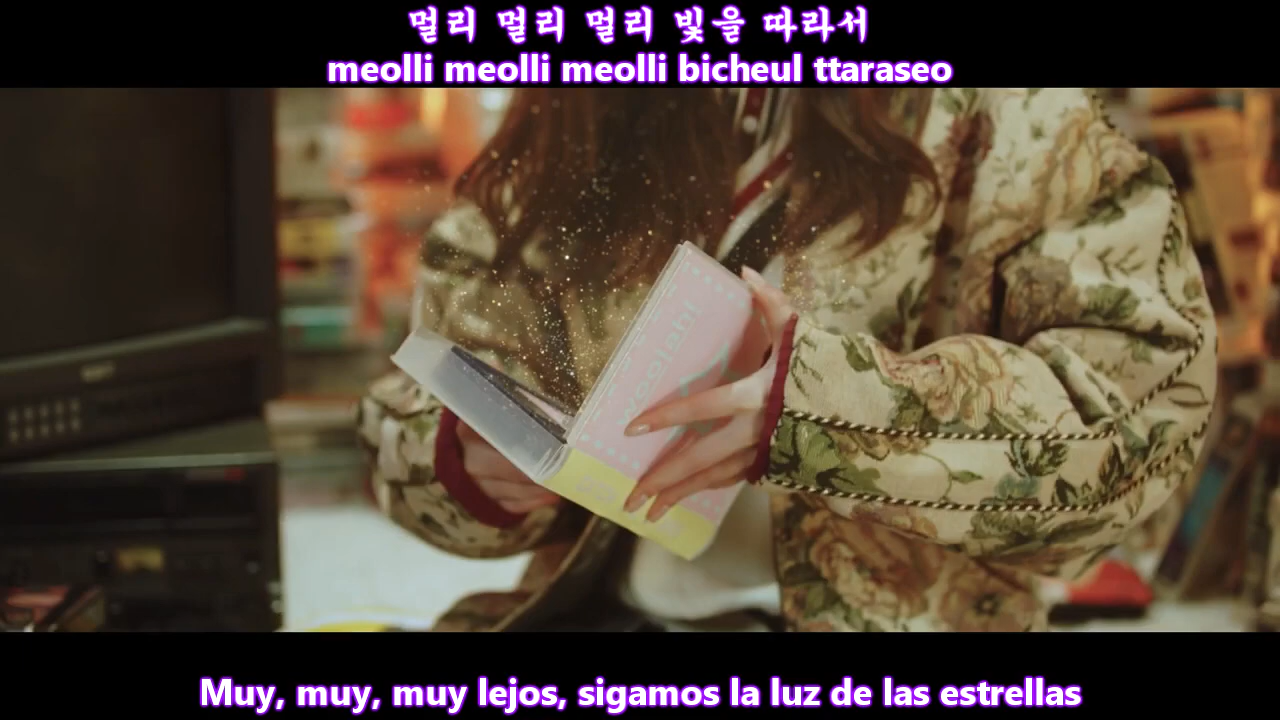 멀리 멀리 멀리 빛을 따라서
meolli meolli meolli bicheul ttaraseo
Muy, muy, muy lejos, sigamos la luz de las estrellas